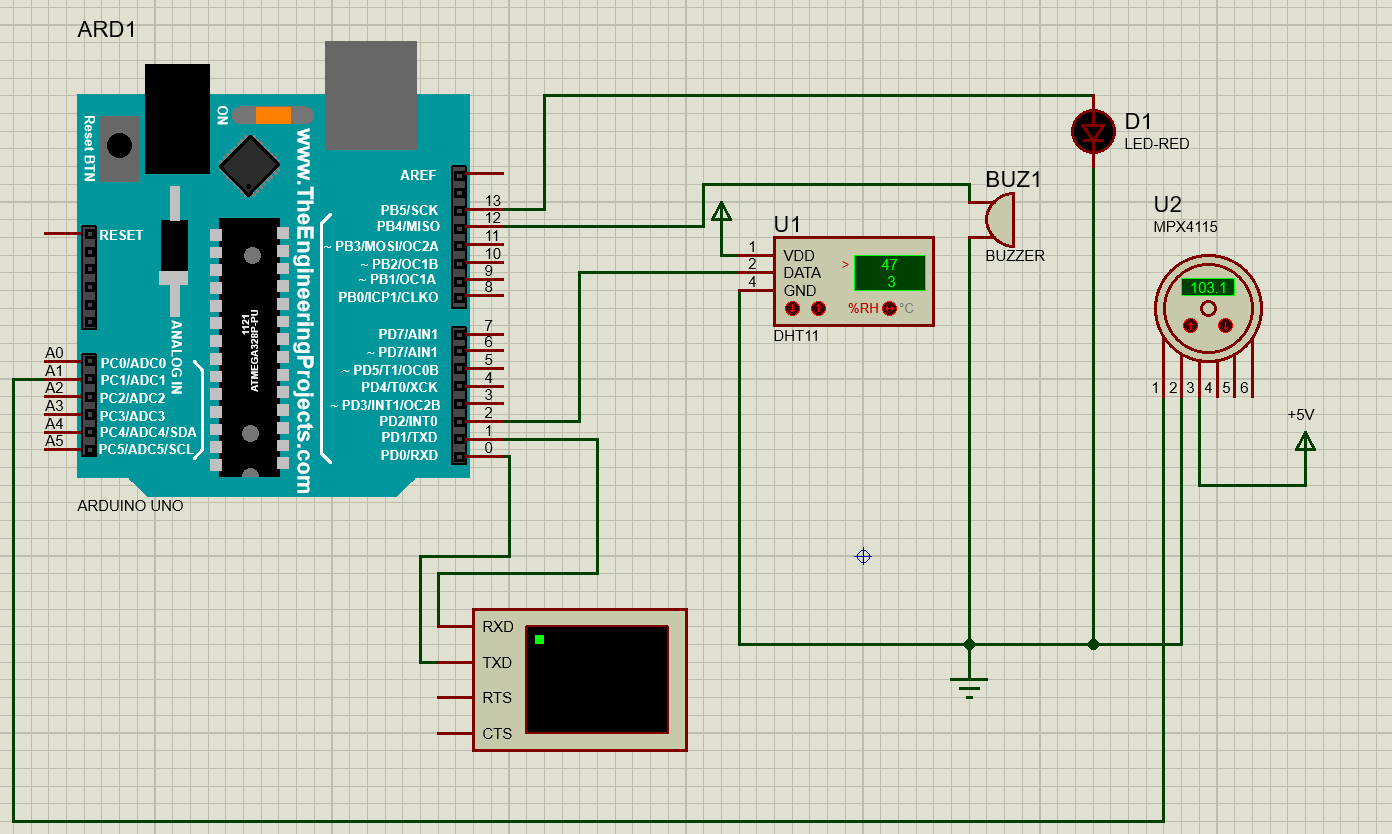 ARD1
Reset BTN
ON
www.TheEngineeringProjects.com
AREF
PB5/SCK 13
PB4/MISO 12
~ PB3/MOSI/OC2A 11
~ PB2/OC1B 10
~ PB1/OC1A 9
PB0/ICP1/CLKO 8
PD7/AIN1 7
~ PD7/AIN1 6
~ PD5/T1/OC0B 5
PD4/T0/XCK 4
~ PD3/INT1/OC2B 3
PD2/INT0 2
PD1/TXD 1
PD0/RXD 0
RESET
ANALOG IN
A0 PC0/ADC0
A1 PC1/ADC1
A2 PC2/ADC2
A3 PC3/ADC3
A4 PC4/ADC4/SDA
A5 PC5/ADC5/SCL
1121
ATMEGA328P-PU
ARDUINO UNO
D1
LED-RED
BUZ1
BUZZER
U1
1 VDD
2 DATA
4 GND
> 47
3
%RH °C
DHT11
U2
MPX4115
103.1
1 2 3 4 5 6
+5V
RXD
TXD
RTS
CTS